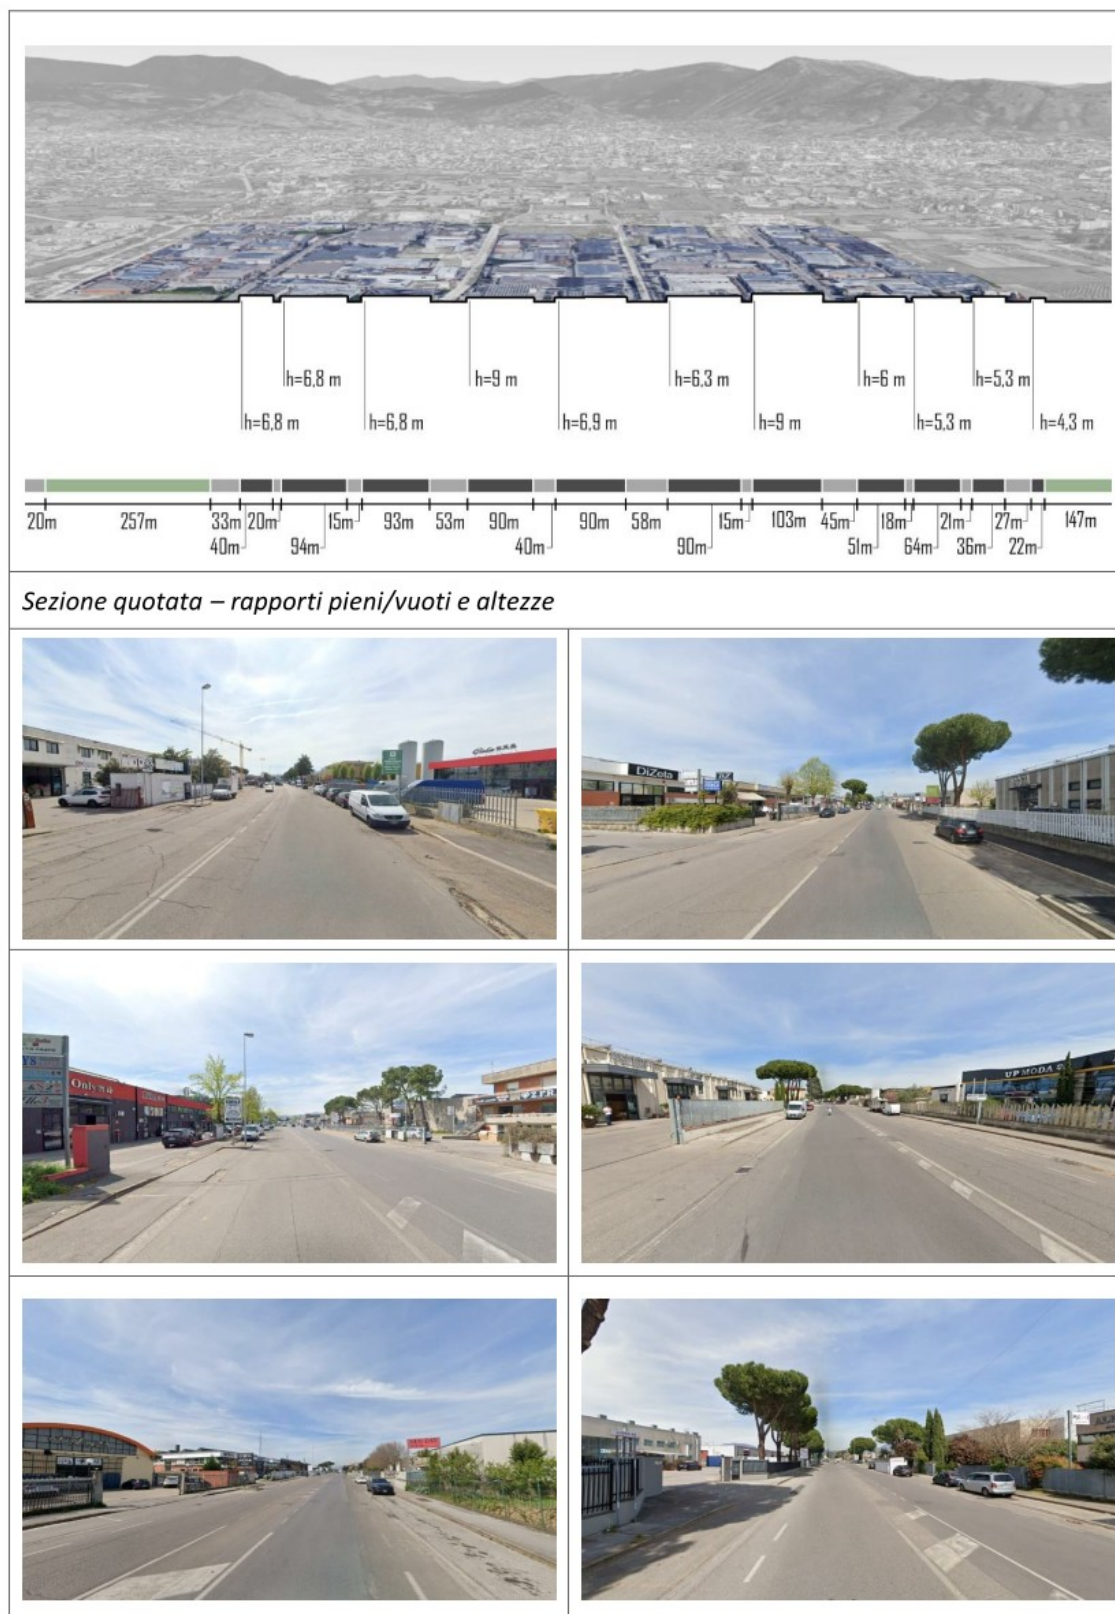 h=6,8 m h=9 m h=6,3 m h=6 m h=5,3 m
h=6,8 m h=6,8 m h=6,9 m h=9 m h=5,3 m h=4,3 m
20m 257m 33m 20m 15m 93m 53m 90m 90m 58m 15m 103m 45m 18m 21m 27m 147m
40m 94m 40m 90m 51m 64m 36m 22m
Sezione quotata – rapporti pieni/vuoti e altezze
Giulia
DiZeta
Only
UP MODA